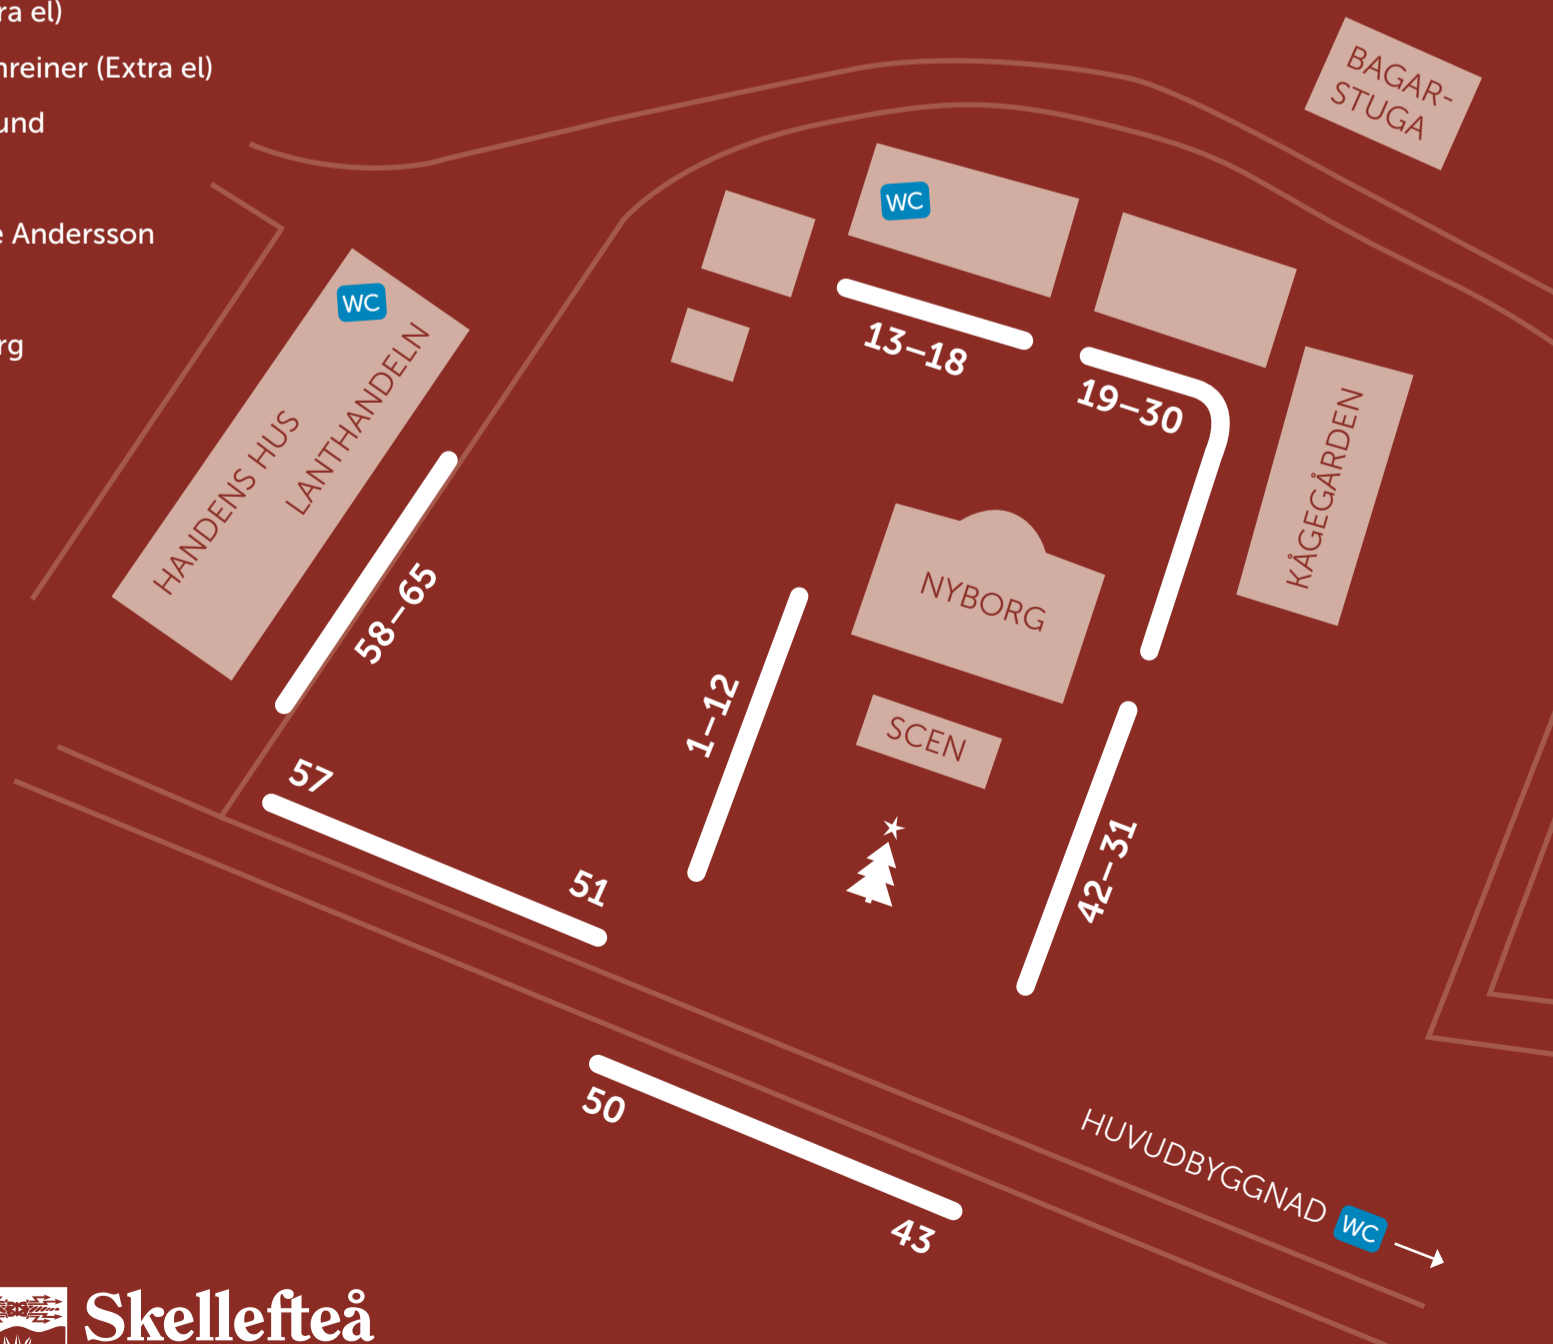 ra el)
nreiner (Extra el)
und
e Andersson
rg
BAGAR-
STUGA
WC
WC
13–18
19–30
HANDENS HUS
LANTHANDELN
KÅGEGÅRDEN
58–65
NYBORG
1–12
SCEN
57
51
42–31
50
43
HUVUDBYGGNAD WC
Skellefteå